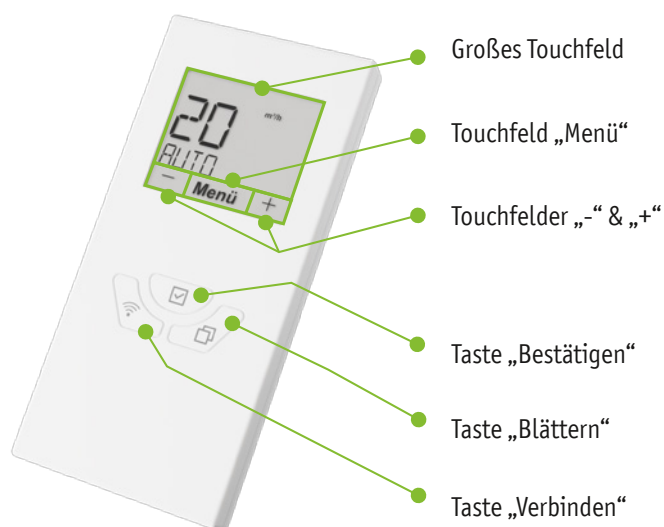 Großes Touchfeld
20 m³/h
AUTO
Touchfeld „Menü“
- Menü +
Touchfelder „-“ & „+“
Taste „Bestätigen“
Taste „Blättern“
Taste „Verbinden“